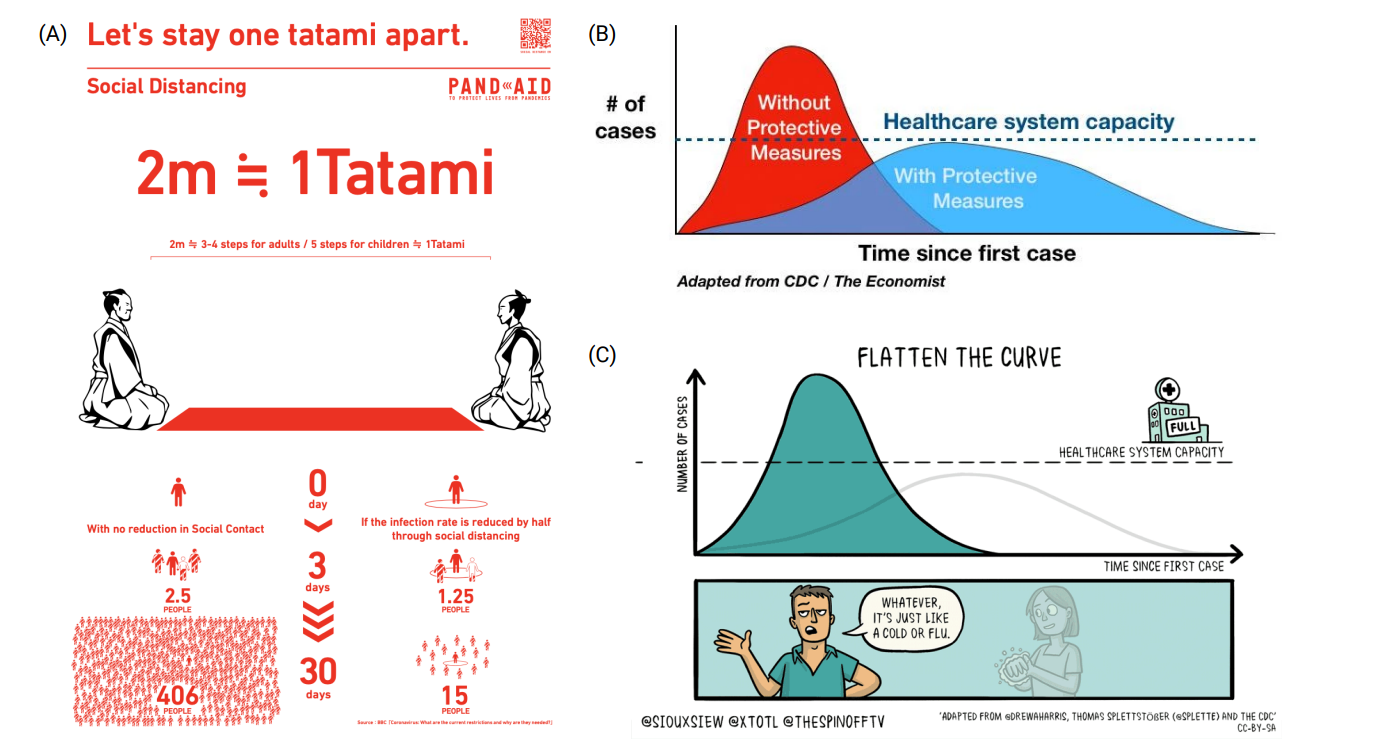 (A)
Let's stay one tatami apart.
Social Distancing
PAND«AID
TO PROTECT LIVES FROM PANDEMICS
2m ≒ 1Tatami
2m ≒ 3-4 steps for adults / 5 steps for children ≒ 1Tatami
0
day
With no reduction in Social Contact
If the infection rate is reduced by half
through social distancing
3
days
2.5
PEOPLE
1.25
PEOPLE
30
days
406
PEOPLE
15
PEOPLE
Source : BBC [Coronavirus: What are the current restrictions and why are they needed?]
(B)
# of
cases
Without
Protective
Measures
Healthcare system capacity
With Protective
Measures
Time since first case
Adapted from CDC / The Economist
(C)
FLATTEN THE CURVE
NUMBER OF CASES
FULL
HEALTHCARE SYSTEM CAPACITY
TIME SINCE FIRST CASE
WHATEVER,
IT'S JUST LIKE
A COLD OR FLU.
@SIOUXSIEW @XTOTL @THESPINOFFTV
'ADAPTED FROM @DREWAHARRIS, THOMAS SPLETTSTÖßER (@SPLETTE) AND THE CDC'
CC-BY-SA